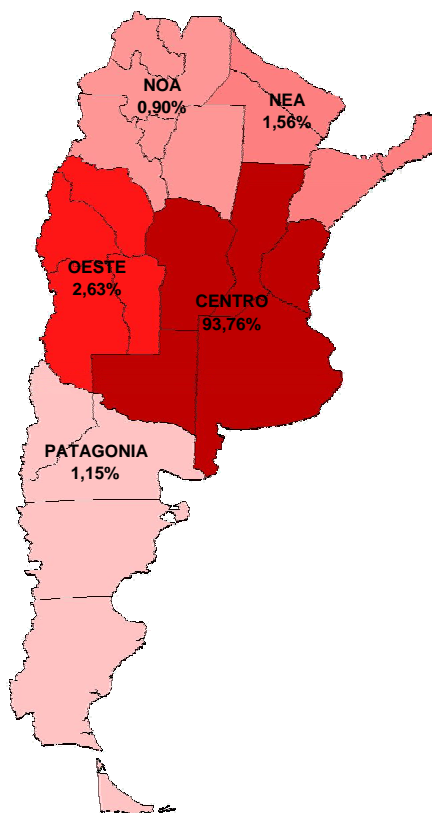 NOA
0,90%
NEA
1,56%
OESTE
2,63%
CENTRO
93,76%
PATAGONIA
1,15%